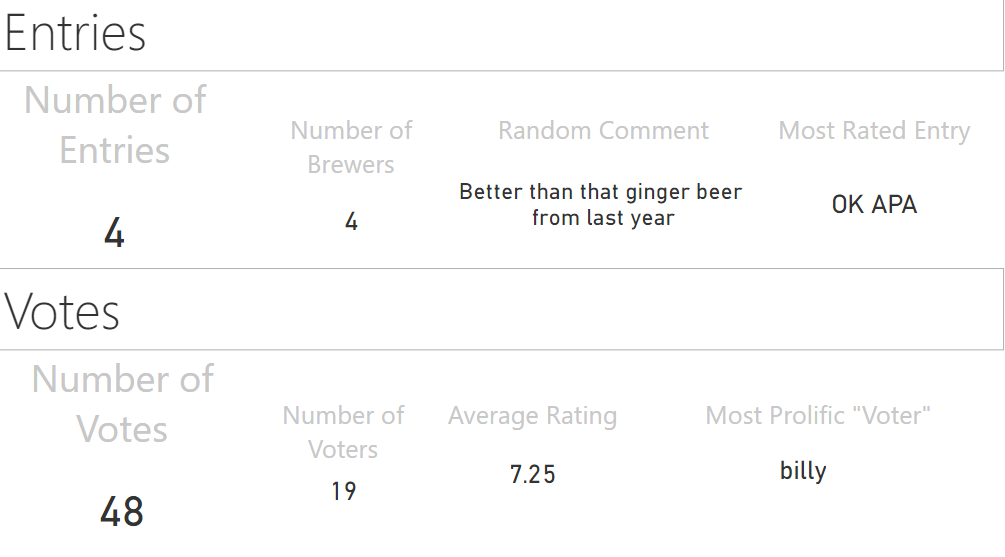 Entries
Number of
Entries
4
Number of
Brewers
4
Random Comment
Better than that ginger beer
from last year
Most Rated Entry
OK APA
Votes
Number of
Votes
48
Number of
Voters
19
Average Rating
7.25
Most Prolific "Voter"
billy